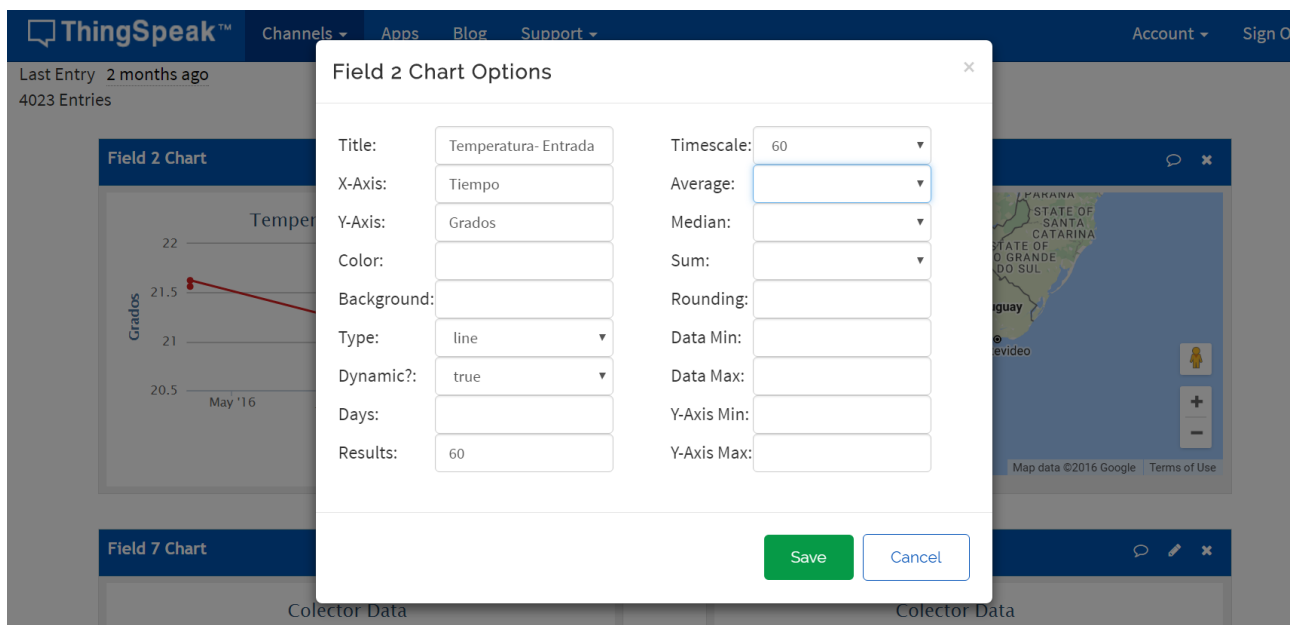 ThingSpeak™ Channels Apps Blog Support Account Sign O
Last Entry 2 months ago
4023 Entries
Field 2 Chart Options ×
Title: Temperatura- Entrada Timescale: 60
X-Axis: Tiempo Average:
Y-Axis: Grados Median:
Color: Sum:
Background: Rounding:
Type: line Data Min:
Dynamic?: true Data Max:
Days: Y-Axis Min:
Results: 60 Y-Axis Max:
Save Cancel
Field 2 Chart
Temper
22
21.5
21
20.5
Grados
May '16
PARANA
STATE OF
SANTA
CATARINA
STATE OF
O GRANDE
DO SUL
iguay
evideo
+
−
Map data ©2016 Google Terms of Use
Field 7 Chart
Colector Data
Colector Data